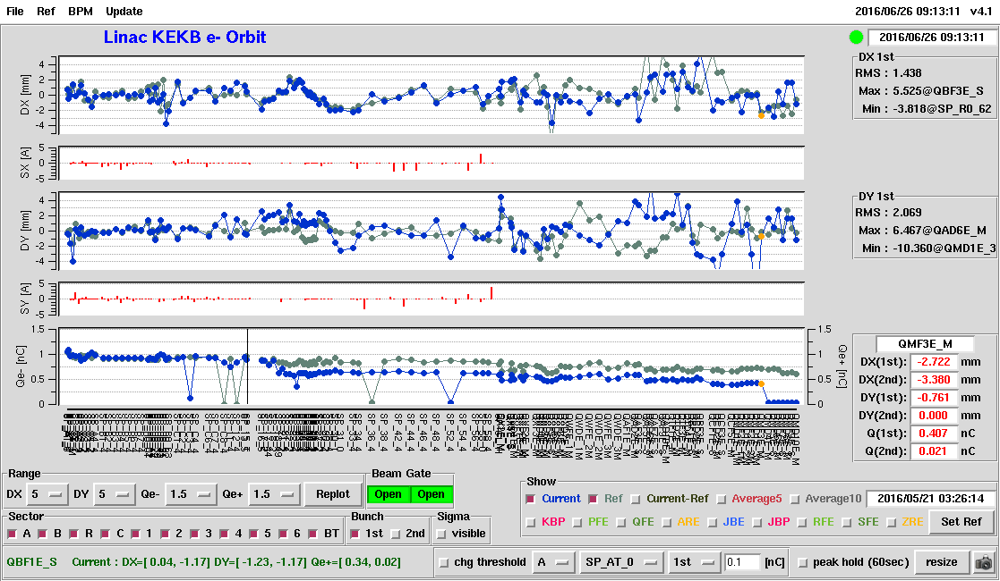 File Ref BPM Update 2016/06/26 09:13:11 v4.1
Linac KEKB e- Orbit
2016/06/26 09:13:11
DX [mm]
4
2
0
-2
-4
DX 1st
RMS : 1.438
Max : 5.525@QBF3E_S
Min : -3.818@SP_R0_62
SX [A]
5
0
-5
DY [mm]
4
2
0
-2
-4
DY 1st
RMS : 2.069
Max : 6.467@QAD6E_M
Min : -10.360@QMD1E_3
SY [A]
5
0
-5
Qe- [nC]
1.5
1
0.5
0
1.5
1
0.5
0
Qe+ [nC]
QMF3E_M
DX(1st): -2.722 mm
DX(2nd): -3.380 mm
DY(1st): -0.761 mm
DY(2nd): 0.000 mm
Q(1st): 0.407 nC
Q(2nd): 0.021 nC
SP_36_4
SP_38_4
SP_42_4
SP_44_4
SP_46_4
SP_48_4
SP_52_4
SP_54_4
SP_56_4
Range
DX 5 DY 5 Qe- 1.5 Qe+ 1.5 Replot
Beam Gate
Open Open
Show
Current Ref Current-Ref Average5 Average10 2016/05/21 03:26:14
KBP PFE QFE ARE JBE JBP RFE SFE ZRE Set Ref
Sector
A B R C 1 2 3 4 5 6 BT
Bunch
1st 2nd
Sigma
visible
QBF1E_S Current : DX=[ 0.04, -1.17] DY=[ -1.23, -1.17] Qe+=[ 0.34, 0.02]
chg threshold A SP_AT_0 1st 0.1 [nC] peak hold (60sec) resize